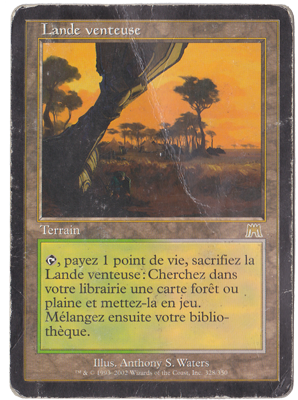 Lande venteuse
Terrain
, payez 1 point de vie, sacrifiez la
Lande venteuse : Cherchez dans
votre librairie une carte forêt ou
plaine et mettez-la en jeu.
Mélangez ensuite votre biblio-
thèque.
Illus. Anthony S. Waters
™ & © 1993–2002 Wizards of the Coast, Inc. 328/350